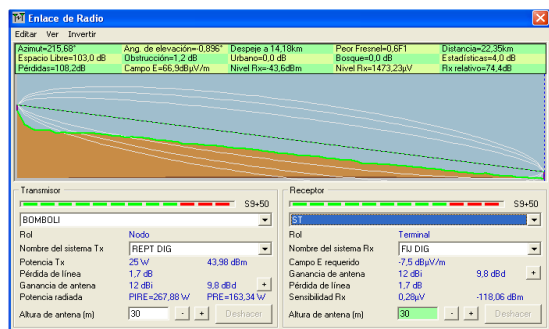 Enlace de Radio
Editar Ver Invertir
Azimut=215,68° Ang. de elevación=-0,896° Despeje a 14,18km Peor Fresnel=0,6F1 Distancia=22,35km
Espacio Libre=103,0 dB Obstrucción=1,2 dB Urbano=0,0 dB Bosque=0,0 dB Estadísticas=4,0 dB
Pérdidas=108,2dB Campo E=66,9dBµV/m Nivel Rx=-43,6dBm Nivel Rx=1473,23µV Rx relativo=74,4dB
Transmisor
S9+50
BOMBOLI
Rol Nodo
Nombre del sistema Tx REPT DIG
Potencia Tx 25 W 43,98 dBm
Pérdida de línea 1,7 dB
Ganancia de antena 12 dBi 9,8 dBd +
Potencia radiada PIRE=267,88 W PRE=163,34 W
Altura de antena (m) 30 - + Deshacer
Receptor
S9+50
ST
Rol Terminal
Nombre del sistema Rx FIJ DIG
Campo E requerido -7,5 dBµV/m
Ganancia de antena 12 dBi 9,8 dBd +
Pérdida de línea 1,7 dB
Sensibilidad Rx 0,28µV -118,06 dBm
Altura de antena (m) 30 - + Deshacer